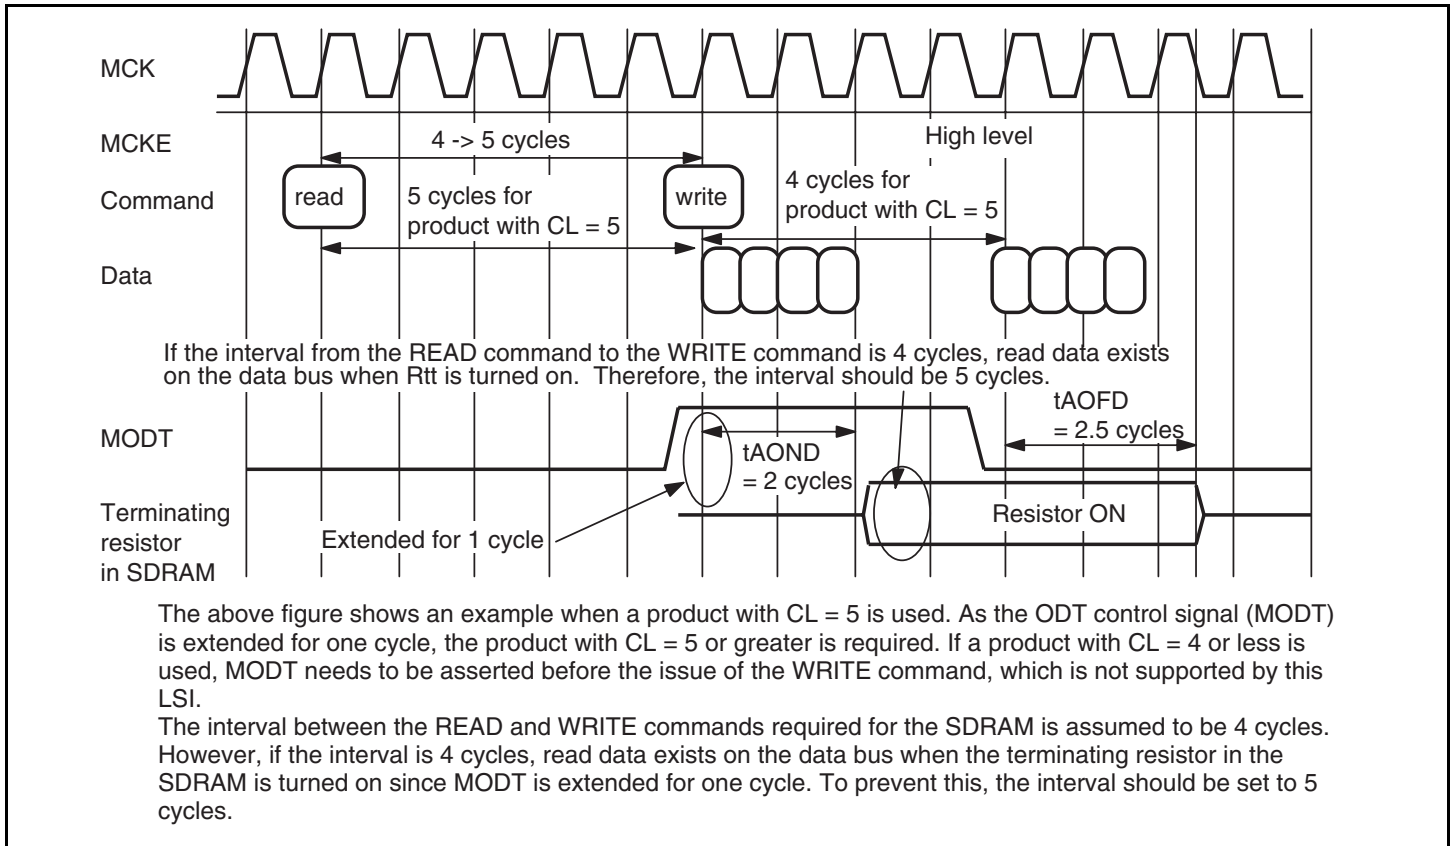 MCK
MCKE
4 -> 5 cycles
High level
Command
read
5 cycles for
product with CL = 5
write
4 cycles for
product with CL = 5
Data
If the interval from the READ command to the WRITE command is 4 cycles, read data exists
on the data bus when Rtt is turned on. Therefore, the interval should be 5 cycles.
MODT
tAOND
= 2 cycles
tAOFD
= 2.5 cycles
Terminating
resistor
in SDRAM
Extended for 1 cycle
Resistor ON
The above figure shows an example when a product with CL = 5 is used. As the ODT control signal (MODT)
is extended for one cycle, the product with CL = 5 or greater is required. If a product with CL = 4 or less is
used, MODT needs to be asserted before the issue of the WRITE command, which is not supported by this
LSI.
The interval between the READ and WRITE commands required for the SDRAM is assumed to be 4 cycles.
However, if the interval is 4 cycles, read data exists on the data bus when the terminating resistor in the
SDRAM is turned on since MODT is extended for one cycle. To prevent this, the interval should be set to 5
cycles.